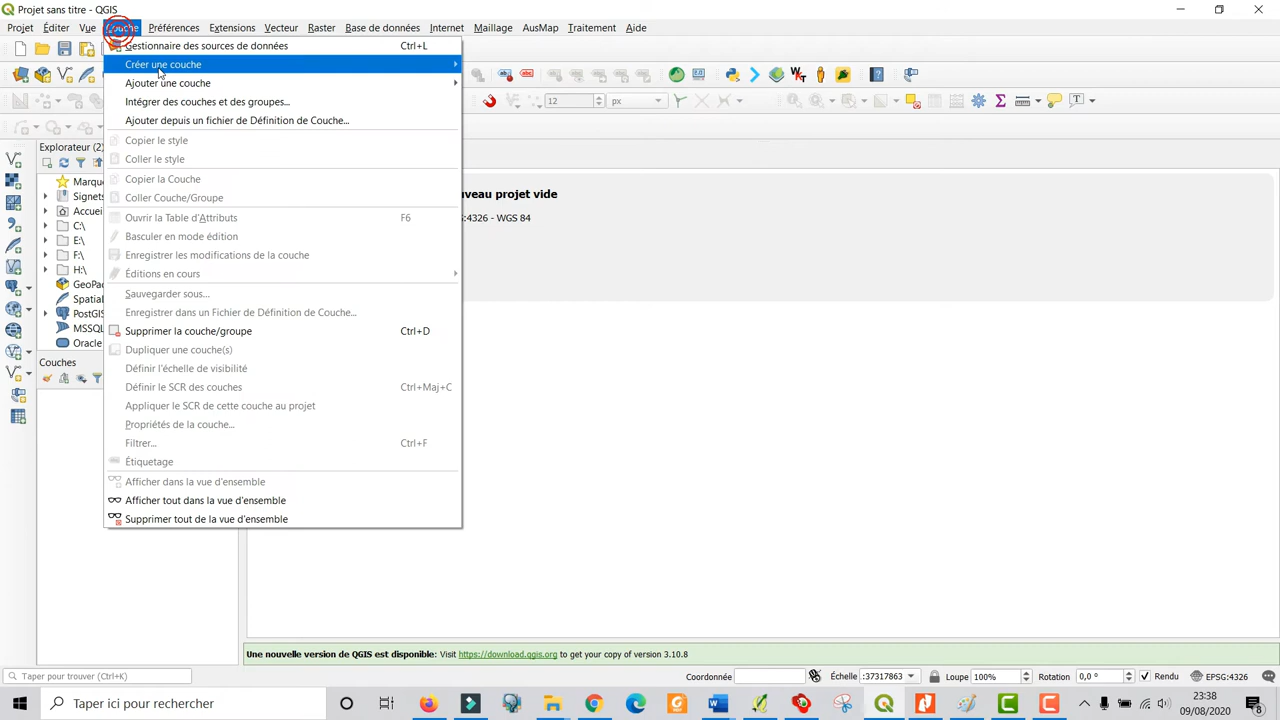 Projet sans titre - QGIS
Projet Éditer Vue Couche Préférences Extensions Vecteur Raster Base de données Internet Maillage AusMap Traitement Aide
Gestionnaire des sources de données Ctrl+L
Créer une couche
Ajouter une couche
Intégrer des couches et des groupes...
Ajouter depuis un fichier de Définition de Couche...
Copier le style
Coller le style
Copier la Couche
Coller Couche/Groupe
Ouvrir la Table d'Attributs F6
Basculer en mode édition
Enregistrer les modifications de la couche
Éditions en cours
Sauvegarder sous...
Enregistrer dans un Fichier de Définition de Couche...
Supprimer la couche/groupe Ctrl+D
Dupliquer une couche(s)
Définir l'échelle de visibilité
Définir le SCR des couches Ctrl+Maj+C
Appliquer le SCR de cette couche au projet
Propriétés de la couche...
Filtrer... Ctrl+F
Étiquetage
Afficher dans la vue d'ensemble
Afficher tout dans la vue d'ensemble
Supprimer tout de la vue d'ensemble
12 px
Explorateur (2)
Marque
Signets
Accuei
C:\
E:\
F:\
H:\
GeoPac
Spatial
PostGI
MSSQL
Oracle
Couches
uveau projet vide
:4326 - WGS 84
Une nouvelle version de QGIS est disponible: Visit https://download.qgis.org to get your copy of version 3.10.8
Taper pour trouver (Ctrl+K) Coordonnée Échelle :37317863 Loupe 100% Rotation 0,0 ° Rendu EPSG:4326
Taper ici pour rechercher
23:38
09/08/2020
8